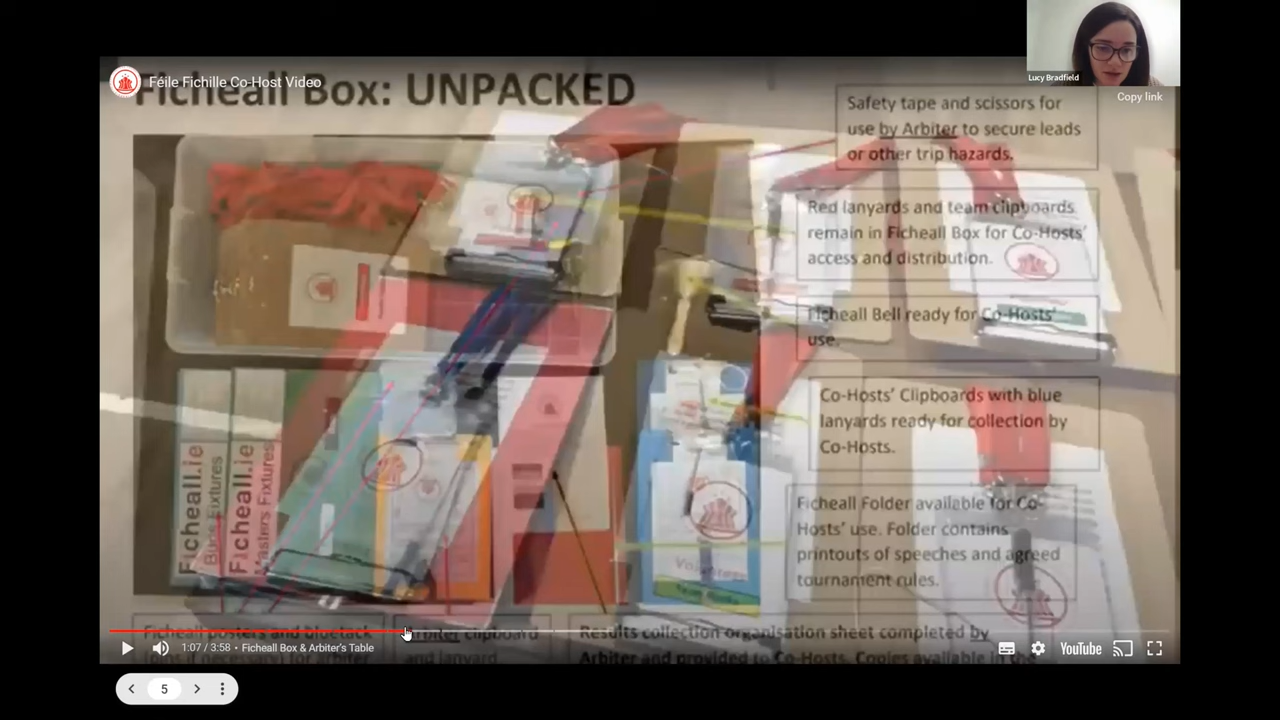 Lucy Bradfield
Copy link
Féile Fichille Co-Host Video
Ficheall Box: UNPACKED
Safety tape and scissors for
use by Arbiter to secure leads
or other trip hazards.
Red lanyards and team clipboards
remain in Ficheall Box for Co-Hosts'
access and distribution.
Ficheall Bell ready for Co-Hosts'
use.
Co-Hosts' Clipboards with blue
lanyards ready for collection by
Co-Hosts.
Ficheall Folder available for Co-
Hosts' use. Folder contains
printouts of speeches and agreed
tournament rules.
Ficheall.ie
Bucs Fixtures
Ficheall.ie
Masters Fixtures
Volunteers
Ficheall posters and bluetack
Arbiter clipboard
and lanyard
Results collection organisation sheet completed by
Arbiter and provided to Co-Hosts. Copies available in the
1:07 / 3:58 • Ficheall Box & Arbiter's Table
YouTube
5